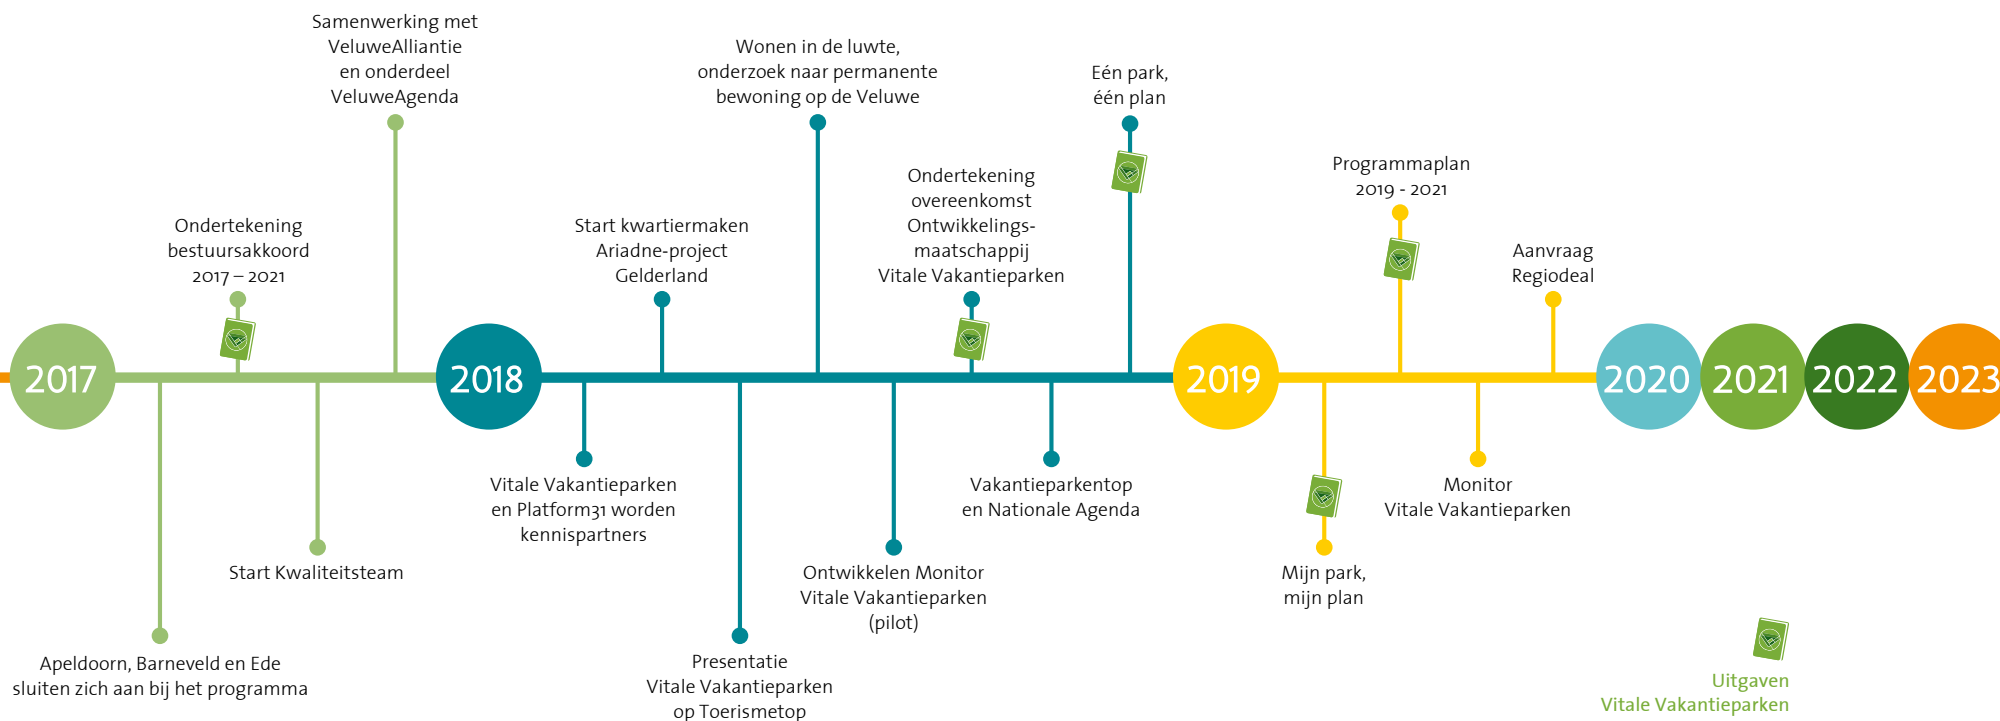 Samenwerking met
VeluweAlliantie
en onderdeel
VeluweAgenda
Wonen in de luwte,
onderzoek naar permanente
bewoning op de Veluwe
Eén park,
één plan
Ondertekening
bestuursakkoord
2017 – 2021
Start kwartiermaken
Ariadne-project
Gelderland
Ondertekening
overeenkomst
Ontwikkelings-
maatschappij
Vitale Vakantieparken
Programmaplan
2019 - 2021
Aanvraag
Regiodeal
2017
2018
2019
2020
2021
2022
2023
Apeldoorn, Barneveld en Ede
sluiten zich aan bij het programma
Start Kwaliteitsteam
Vitale Vakantieparken
en Platform31 worden
kennispartners
Presentatie
Vitale Vakantieparken
op Toerismetop
Ontwikkelen Monitor
Vitale Vakantieparken
(pilot)
Vakantieparkentop
en Nationale Agenda
Mijn park,
mijn plan
Monitor
Vitale Vakantieparken
Uitgaven
Vitale Vakantieparken